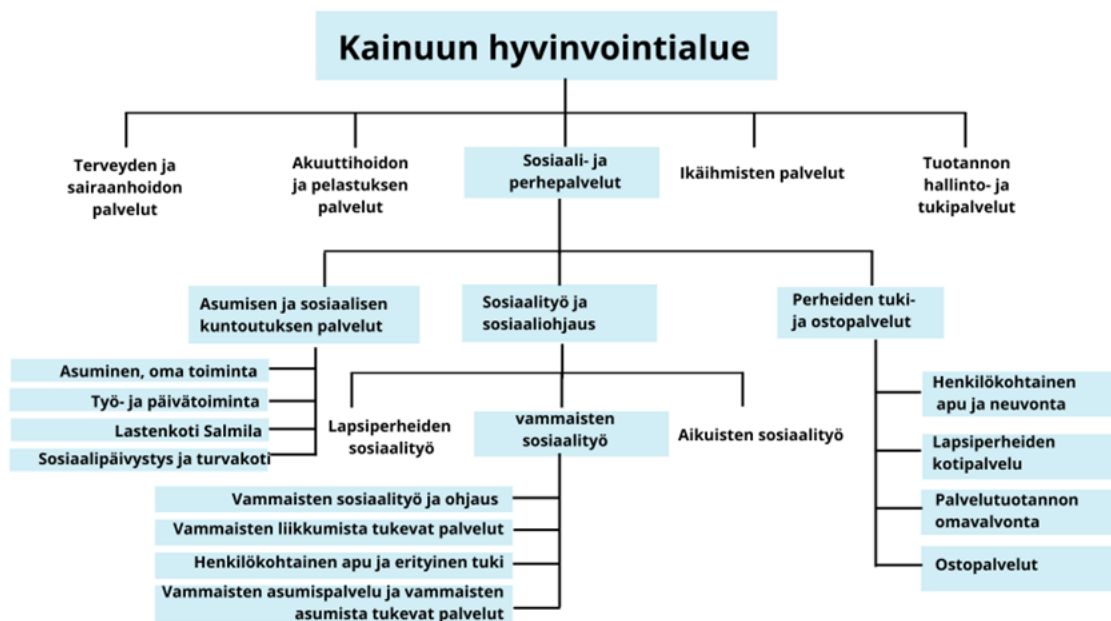 Kainuun hyvinvointialue
Terveyden ja
sairaanhoidon
palvelut
Akuuttihoidon
ja pelastuksen
palvelut
Sosiaali- ja
perhepalvelut
Ikäihmisten palvelut
Tuotannon
hallinto- ja
tukipalvelut
Asumisen ja sosiaalisen
kuntoutuksen palvelut
Sosiaalityö ja
sosiaaliohjaus
Perheiden tuki-
ja ostopalvelut
Asuminen, oma toiminta
Työ- ja päivätoiminta
Lastenkoti Salmila
Sosiaalipäivystys ja turvakoti
Lapsiperheiden
sosiaalityö
vammaisten
sosiaalityö
Aikuisten sosiaalityö
Henkilökohtainen
apu ja neuvonta
Lapsiperheiden
kotipalvelu
Palvelutuotannon
omavalvonta
Ostopalvelut
Vammaisten sosiaalityö ja ohjaus
Vammaisten liikkumista tukevat palvelut
Henkilökohtainen apu ja erityinen tuki
Vammaisten asumispalvelu ja vammaisten
asumista tukevat palvelut